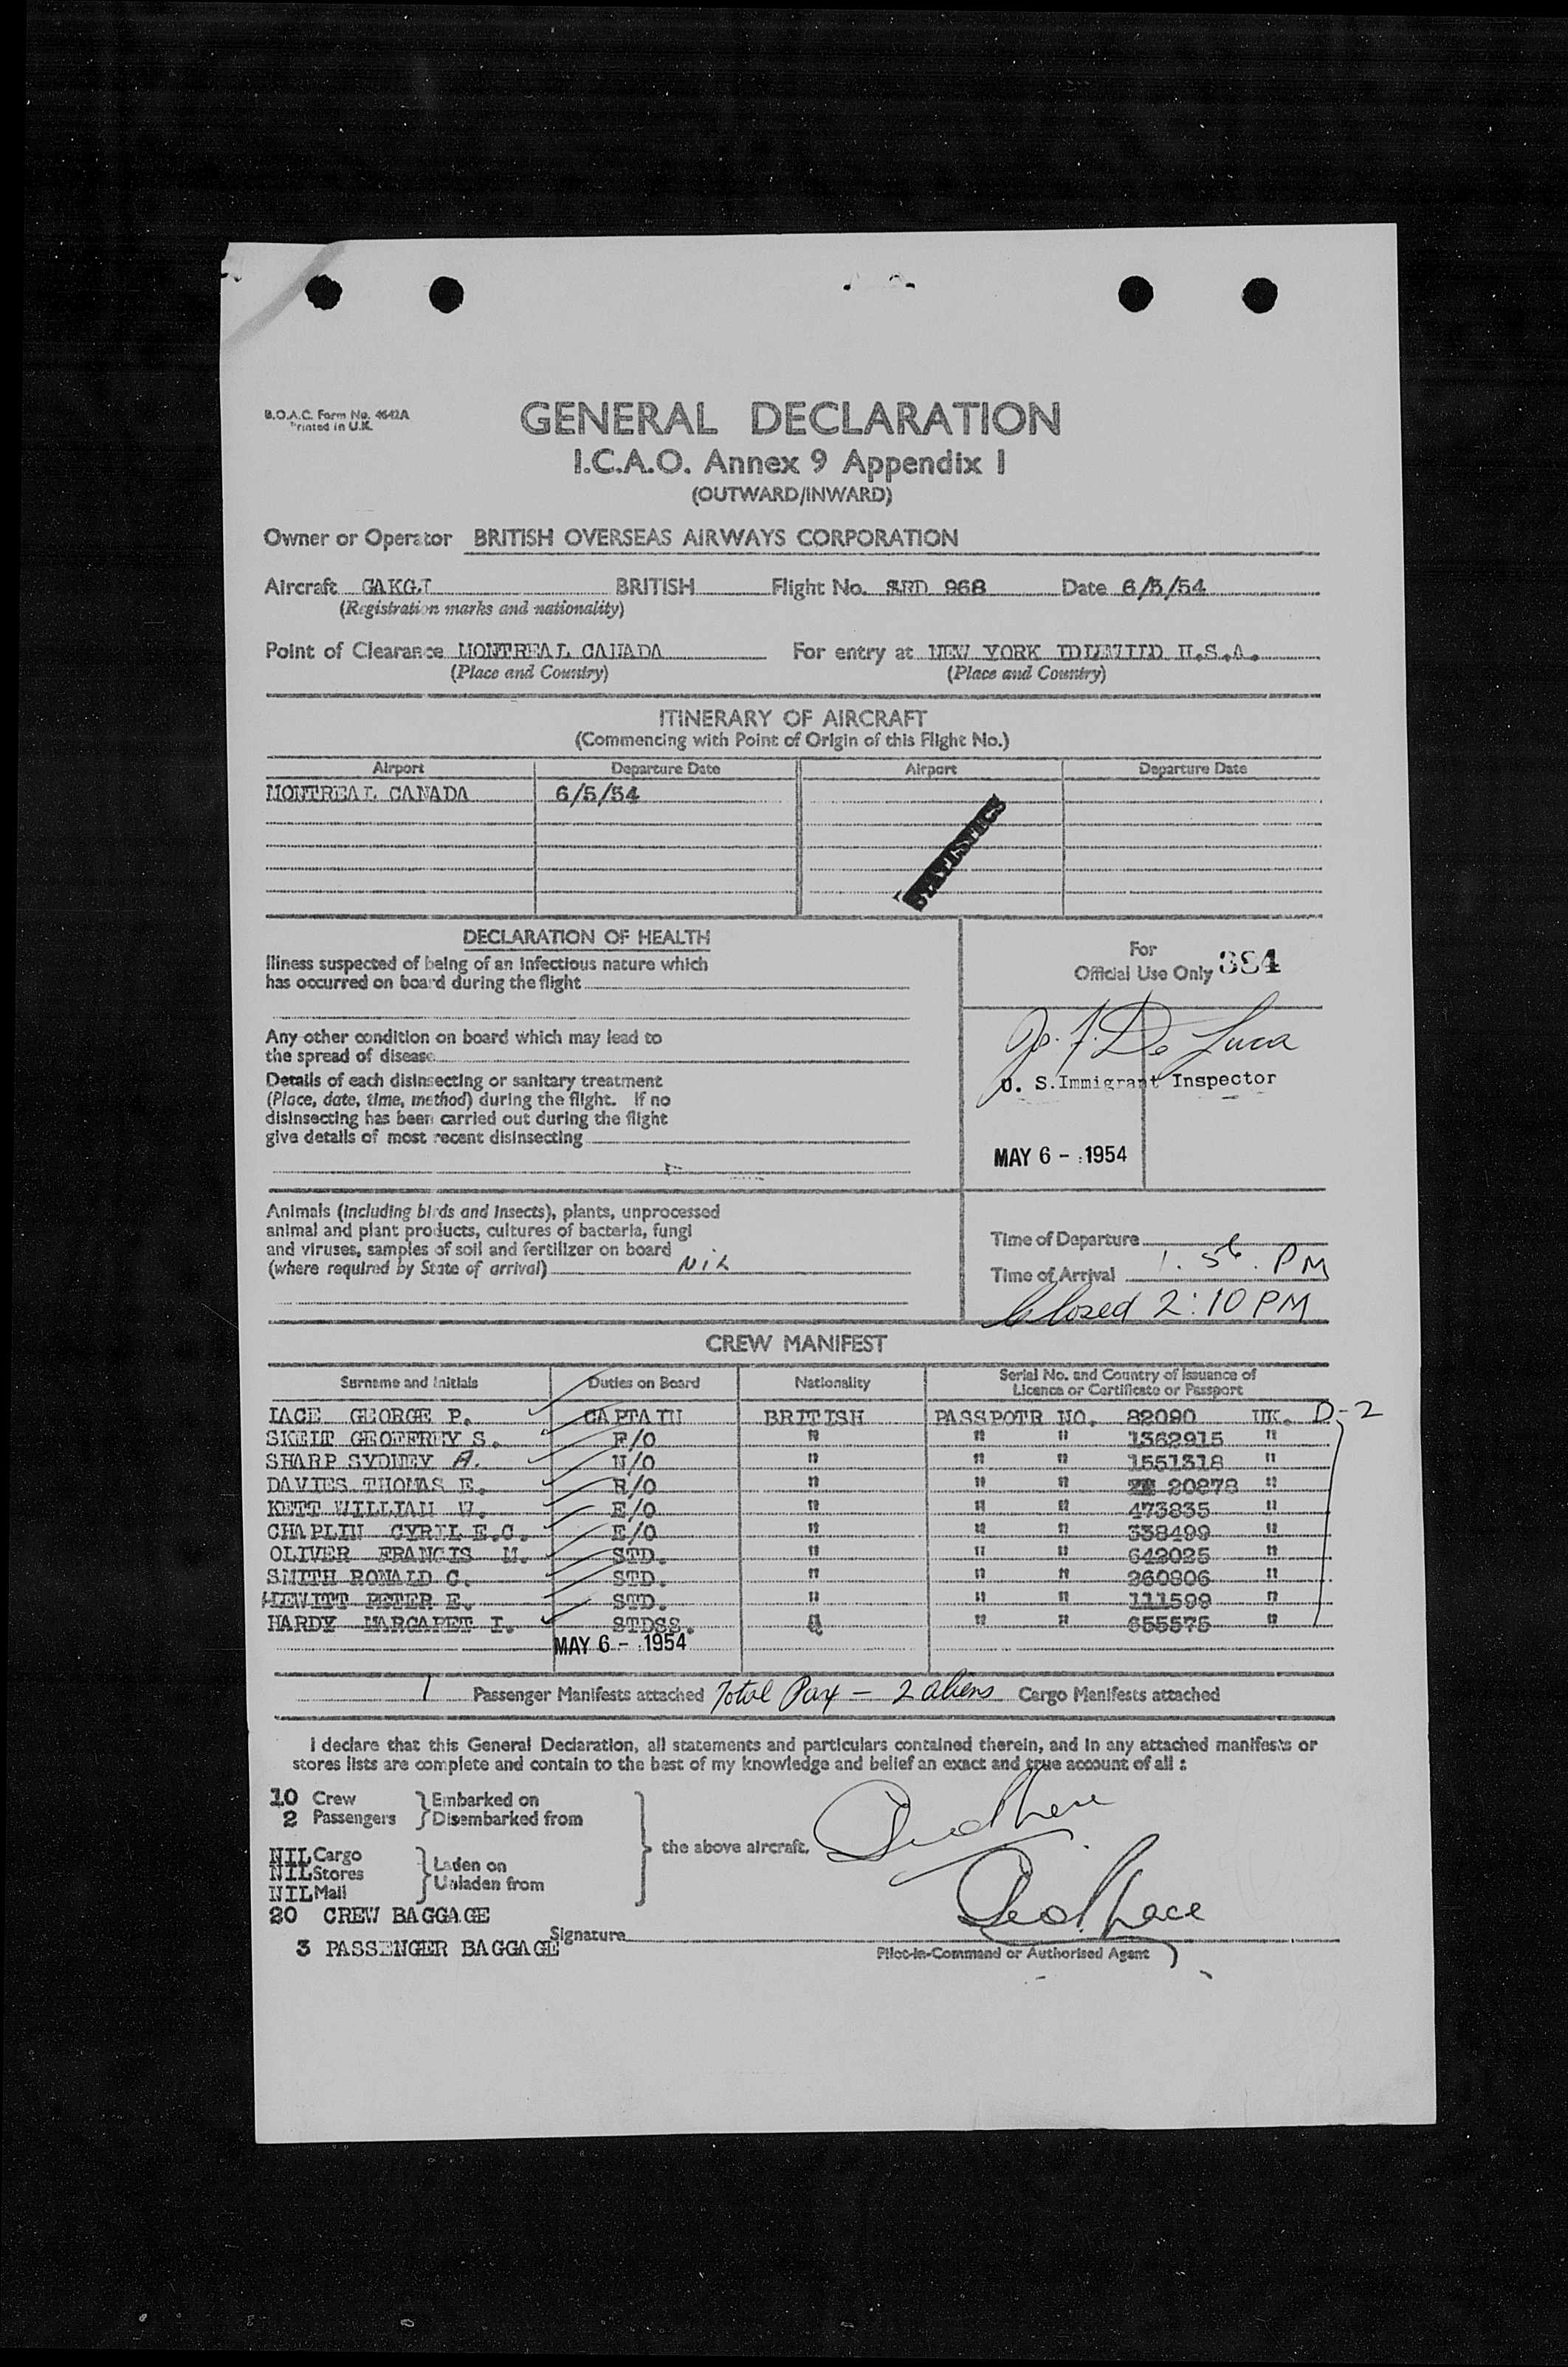 B.O.A.C. Form No. 4642A
Printed in U.K.
GENERAL DECLARATION
I.C.A.O. Annex 9 Appendix I
(OUTWARD/INWARD)
Owner or Operator BRITISH OVERSEAS AIRWAYS CORPORATION
Aircraft GAKGJ BRITISH Flight No. 968 Date 6/5/54
(Registration marks and nationality)
Point of Clearance MONTREAL CANADA For entry at NEW YORK IDLEWILD U.S.A.
(Place and Country) (Place and Country)
ITINERARY OF AIRCRAFT
(Commencing with Point of Origin of this Flight No.)
Airport Departure Date Airport Departure Date
MONTREAL CANADA 6/5/54
STATISTICS
DECLARATION OF HEALTH
Illness suspected of being of an infectious nature which
has occurred on board during the flight
Any other condition on board which may lead to
the spread of disease
Details of each disinsecting or sanitary treatment
(Place, date, time, method) during the flight. If no
disinsecting has been carried out during the flight
give details of most recent disinsecting
For
Official Use Only 384
Jo. F. De Luca
U. S. Immigrant Inspector
MAY 6 - 1954
Animals (including birds and insects), plants, unprocessed
animal and plant products, cultures of bacteria, fungi
and viruses, samples of soil and fertilizer on board
(where required by State of arrival) Nil
Time of Departure
Time of Arrival 1.56 PM
Closed 2:10 PM
CREW MANIFEST
Surname and Initials Duties on Board Nationality Serial No. and Country of Issuance of
Licence or Certificate or Passport
LACE GEORGE P. CAPTAIN BRITISH PASSPOTR NO. 82090 UK. D-2
SKELT GEOFFREY S. F/O " " " 1362915 "
SHARP SYDNEY A. N/O " " " 1551318 "
DAVIES THOMAS E. R/O " " " 20878 "
KETT WILLIAM W. E/O " " " 473835 "
CHAPLIN CYRIL E.C. E/O " " " 338499 "
OLIVER FRANCIS M. STD. " " " 642025 "
SMITH RONALD C. STD. " " " 260806 "
HEWITT PETER E. STD. " " " 111599 "
HARDY MARGARET I. STDSS. " " " 655575 "
MAY 6 - 1954
1 Passenger Manifests attached Total Pax - 2 aliens Cargo Manifests attached
I declare that this General Declaration, all statements and particulars contained therein, and in any attached manifests or
stores lists are complete and contain to the best of my knowledge and belief an exact and true account of all :
10 Crew Embarked on
2 Passengers Disembarked from
the above aircraft.
NIL Cargo Laden on
NIL Stores Unladen from
NIL Mail
20 CREW BAGGAGE
3 PASSENGER BAGGAGE
Signature Geo P Lace
Pilot-in-Command or Authorised Agent